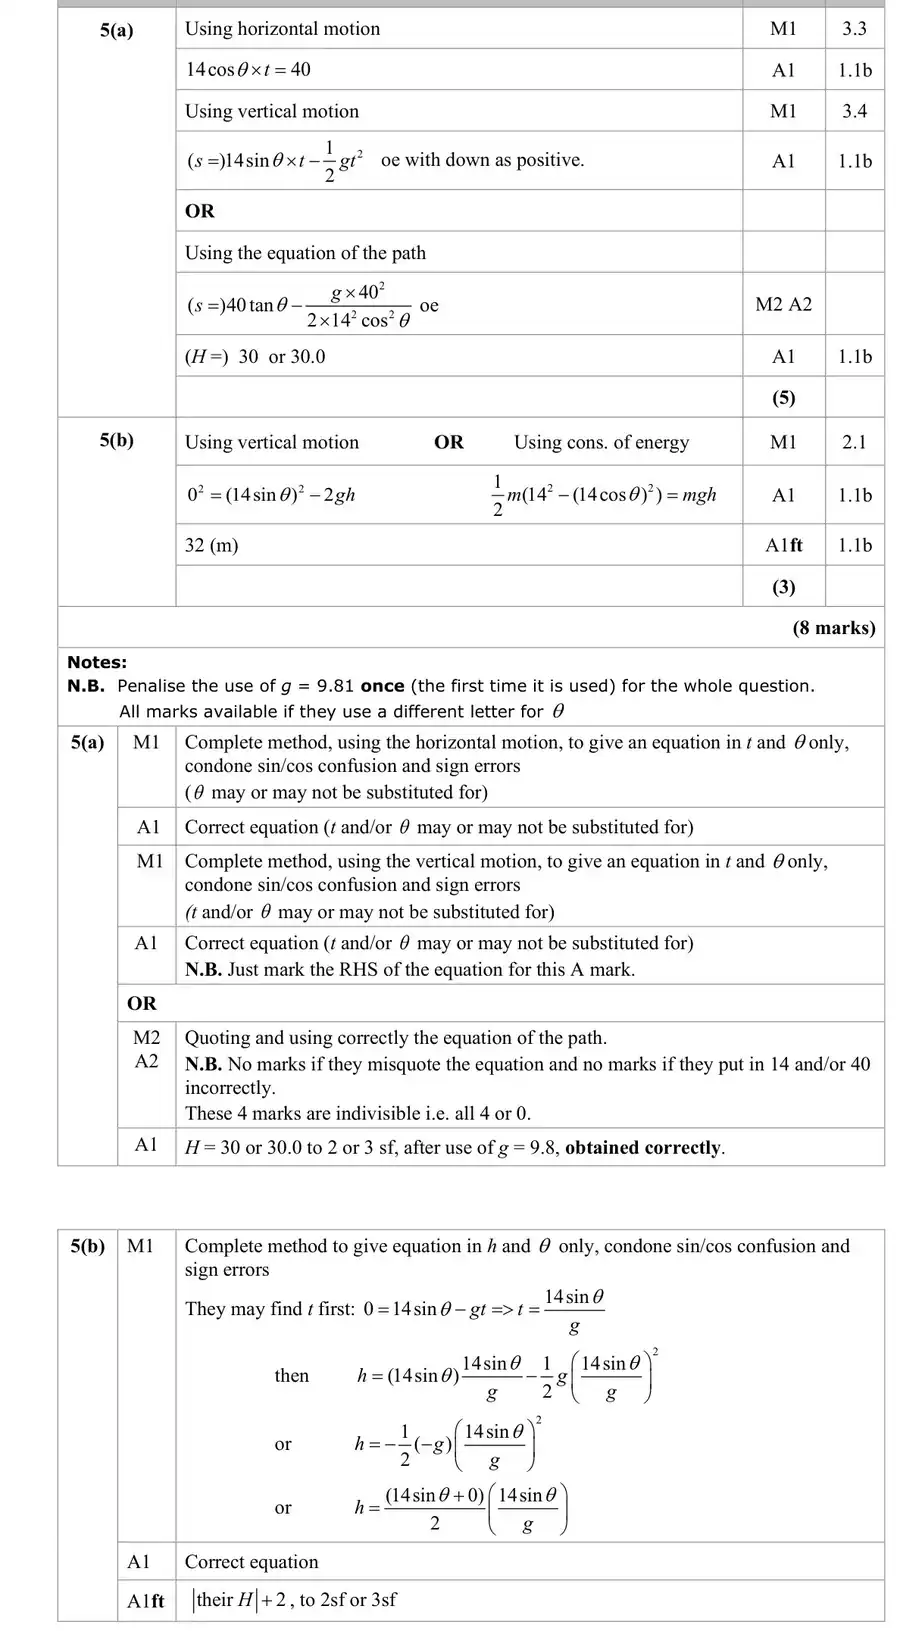 5(a) Using horizontal motion M1 3.3
14cosθ×t = 40 A1 1.1b
Using vertical motion M1 3.4
(s =)14sinθ×t − 1/2 gt² oe with down as positive. A1 1.1b
OR
Using the equation of the path
(s =)40tanθ − (g×40²)/(2×14² cos² θ) oe M2 A2
(H =) 30 or 30.0 A1 1.1b
(5)
5(b) Using vertical motion OR Using cons. of energy M1 2.1
0² = (14sinθ)² − 2gh 1/2 m(14² − (14cosθ)²) = mgh A1 1.1b
32 (m) A1ft 1.1b
(3)
(8 marks)
Notes:
N.B. Penalise the use of g = 9.81 once (the first time it is used) for the whole question.
All marks available if they use a different letter for θ
5(a) M1 Complete method, using the horizontal motion, to give an equation in t and θ only,
condone sin/cos confusion and sign errors
(θ may or may not be substituted for)
A1 Correct equation (t and/or θ may or may not be substituted for)
M1 Complete method, using the vertical motion, to give an equation in t and θ only,
condone sin/cos confusion and sign errors
(t and/or θ may or may not be substituted for)
A1 Correct equation (t and/or θ may or may not be substituted for)
N.B. Just mark the RHS of the equation for this A mark.
OR
M2 Quoting and using correctly the equation of the path.
A2 N.B. No marks if they misquote the equation and no marks if they put in 14 and/or 40
incorrectly.
These 4 marks are indivisible i.e. all 4 or 0.
A1 H = 30 or 30.0 to 2 or 3 sf, after use of g = 9.8, obtained correctly.
5(b) M1 Complete method to give equation in h and θ only, condone sin/cos confusion and
sign errors
They may find t first: 0 = 14sinθ − gt => t = (14sinθ)/g
then h = (14sinθ) (14sinθ)/g − 1/2 g((14sinθ)/g)²
or h = −1/2 (−g)((14sinθ)/g)²
or h = (14sinθ + 0)/2 ((14sinθ)/g)
A1 Correct equation
A1ft |their H| + 2 , to 2sf or 3sf